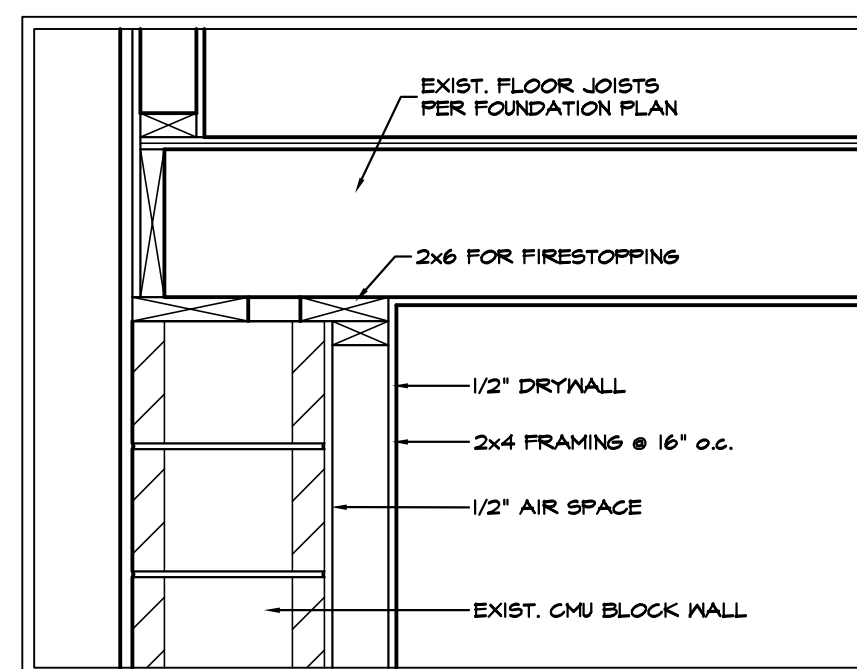 EXIST. FLOOR JOISTS
PER FOUNDATION PLAN
2x6 FOR FIRESTOPPING
1/2" DRYWALL
2x4 FRAMING @ 16" o.c.
1/2" AIR SPACE
EXIST. CMU BLOCK WALL